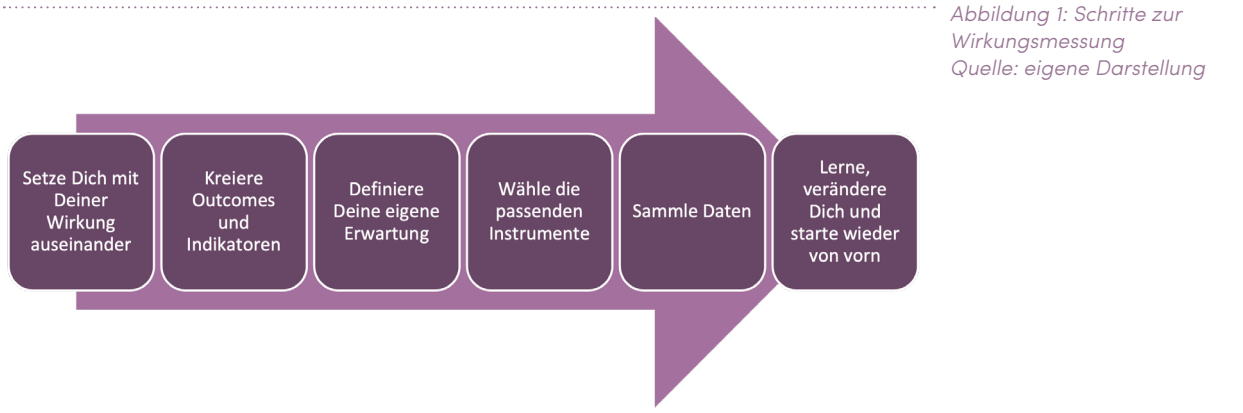 Abbildung 1: Schritte zur
Wirkungsmessung
Quelle: eigene Darstellung
Setze Dich mit
Deiner
Wirkung
auseinander
Kreiere
Outcomes
und
Indikatoren
Definiere
Deine eigene
Erwartung
Wähle die
passenden
Instrumente
Sammle Daten
Lerne,
verändere
Dich und
starte wieder
von vorn